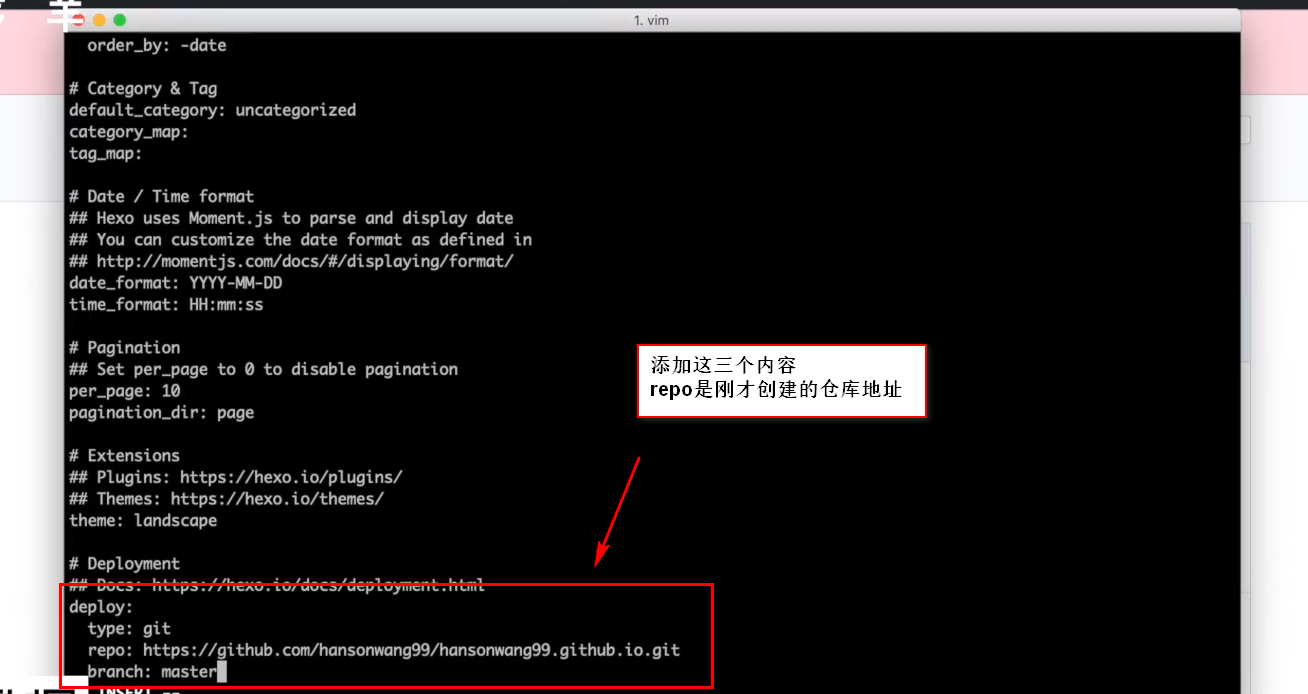 羊
1. vim
order_by: -date
# Category & Tag
default_category: uncategorized
category_map:
tag_map:
# Date / Time format
## Hexo uses Moment.js to parse and display date
## You can customize the date format as defined in
## http://momentjs.com/docs/#/displaying/format/
date_format: YYYY-MM-DD
time_format: HH:mm:ss
# Pagination
## Set per_page to 0 to disable pagination
per_page: 10
pagination_dir: page
添加这三个内容
repo是刚才创建的仓库地址
# Extensions
## Plugins: https://hexo.io/plugins/
## Themes: https://hexo.io/themes/
theme: landscape
# Deployment
## Docs: https://hexo.io/docs/deployment.html
deploy:
type: git
repo: https://github.com/hansonwang99/hansonwang99.github.io.git
branch: master
-- INSERT --